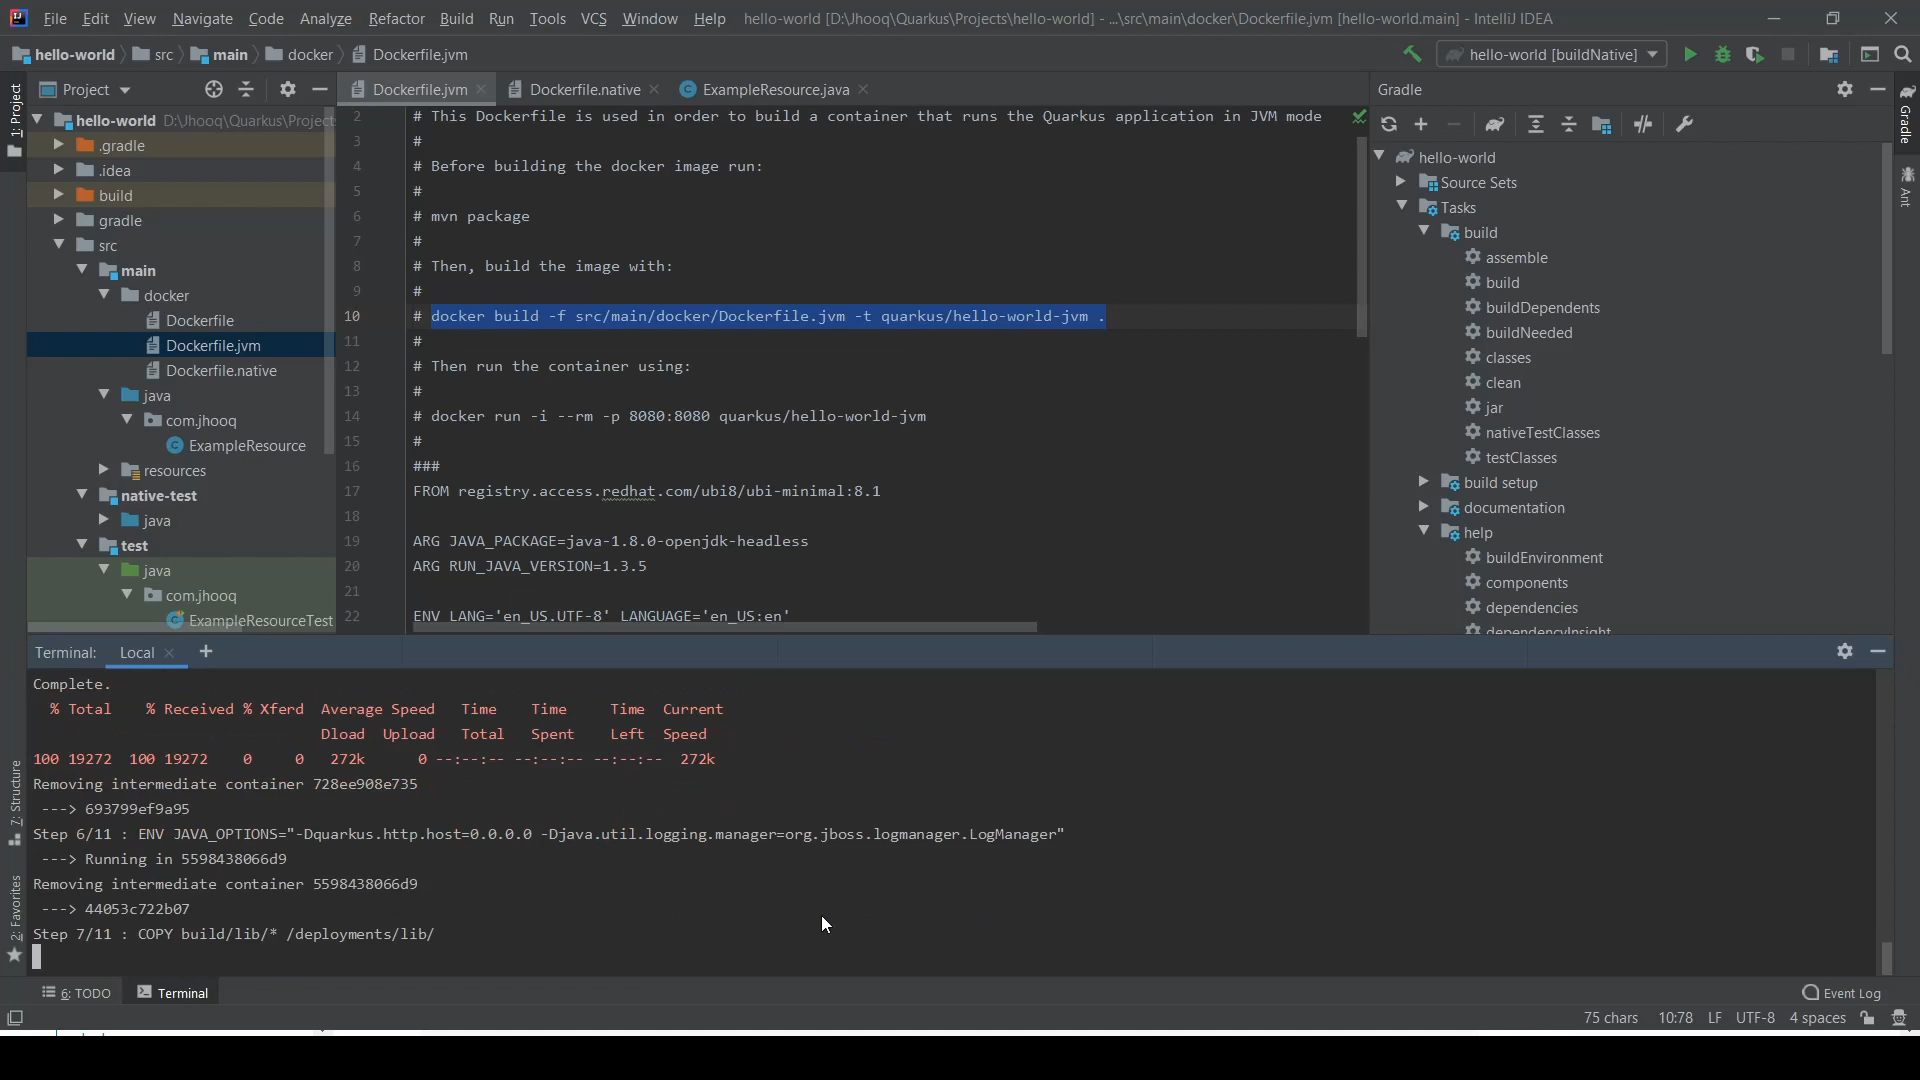 File Edit View Navigate Code Analyze Refactor Build Run Tools VCS Window Help hello-world [D:\Jhooq\Quarkus\Projects\hello-world] - ...\src\main\docker\Dockerfile.jvm [hello-world.main] - IntelliJ IDEA
hello-world src main docker Dockerfile.jvm
hello-world [buildNative]
1: Project
7: Structure
2: Favorites
Project
hello-world D:\Jhooq\Quarkus\Project
.gradle
.idea
build
gradle
src
main
docker
Dockerfile
Dockerfile.jvm
Dockerfile.native
java
com.jhooq
ExampleResource
resources
native-test
java
test
java
com.jhooq
ExampleResourceTest
Dockerfile.jvm Dockerfile.native ExampleResource.java
2 # This Dockerfile is used in order to build a container that runs the Quarkus application in JVM mode
3 #
4 # Before building the docker image run:
5 #
6 # mvn package
7 #
8 # Then, build the image with:
9 #
10 # docker build -f src/main/docker/Dockerfile.jvm -t quarkus/hello-world-jvm .
11 #
12 # Then run the container using:
13 #
14 # docker run -i --rm -p 8080:8080 quarkus/hello-world-jvm
15 #
16 ###
17 FROM registry.access.redhat.com/ubi8/ubi-minimal:8.1
18
19 ARG JAVA_PACKAGE=java-1.8.0-openjdk-headless
20 ARG RUN_JAVA_VERSION=1.3.5
21
22 ENV LANG='en_US.UTF-8' LANGUAGE='en_US:en'
Gradle
hello-world
Source Sets
Tasks
build
assemble
build
buildDependents
buildNeeded
classes
clean
jar
nativeTestClasses
testClasses
build setup
documentation
help
buildEnvironment
components
dependencies
dependencyInsight
Gradle
Ant
Terminal: Local
Complete.
% Total % Received % Xferd Average Speed Time Time Time Current
Dload Upload Total Spent Left Speed
100 19272 100 19272 0 0 272k 0 --:--:-- --:--:-- --:--:-- 272k
Removing intermediate container 728ee908e735
---> 693799ef9a95
Step 6/11 : ENV JAVA_OPTIONS="-Dquarkus.http.host=0.0.0.0 -Djava.util.logging.manager=org.jboss.logmanager.LogManager"
---> Running in 5598438066d9
Removing intermediate container 5598438066d9
---> 44053c722b07
Step 7/11 : COPY build/lib/* /deployments/lib/
6: TODO Terminal Event Log
75 chars 10:78 LF UTF-8 4 spaces